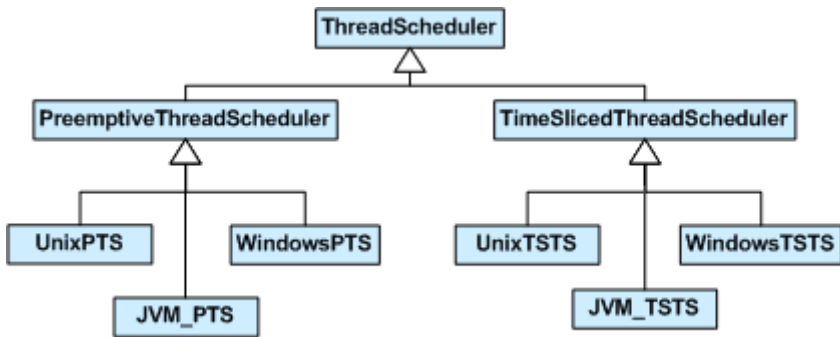 ThreadScheduler
PreemptiveThreadScheduler
TimeSlicedThreadScheduler
UnixPTS
WindowsPTS
UnixTSTS
WindowsTSTS
JVM_PTS
JVM_TSTS